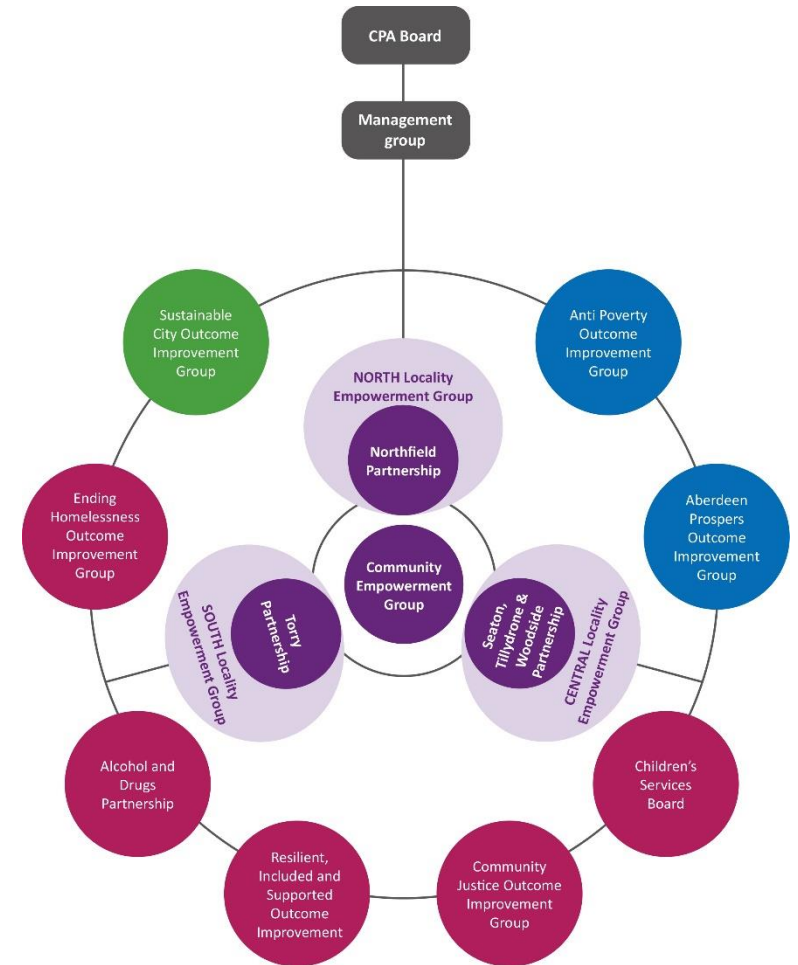 CPA Board
Management
group
Sustainable
City Outcome
Improvement
Group
Anti Poverty
Outcome
Improvement
Group
NORTH Locality
Empowerment Group
Northfield
Partnership
Ending
Homelessness
Outcome
Improvement
Group
Aberdeen
Prospers
Outcome
Improvement
Group
Community
Empowerment
Group
SOUTH Locality
Empowerment Group
Torry
Partnership
Seaton,
Tillydrone &
Woodside
Partnership
CENTRAL Locality
Empowerment Group
Alcohol and
Drugs
Partnership
Children’s
Services
Board
Resilient,
Included and
Supported
Outcome
Improvement
Community
Justice Outcome
Improvement
Group